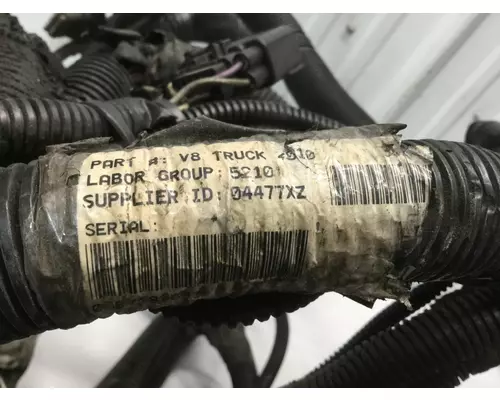 PART #: V8 TRUCK 4010
LABOR GROUP: 52101
SUPPLIER ID: 04477XZ
SERIAL: